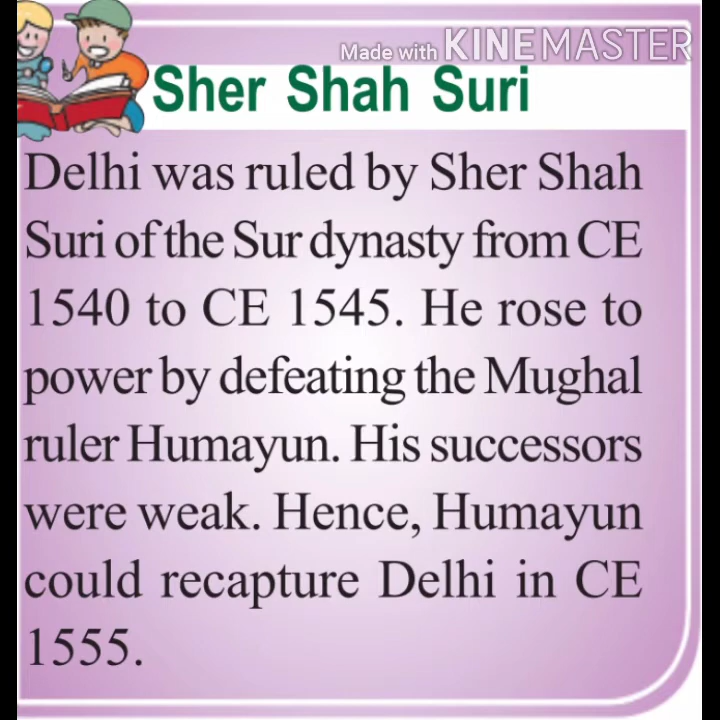 Made with KINEMASTER
Sher Shah Suri
Delhi was ruled by Sher Shah
Suri of the Sur dynasty from CE
1540 to CE 1545. He rose to
power by defeating the Mughal
ruler Humayun. His successors
were weak. Hence, Humayun
could recapture Delhi in CE
1555.